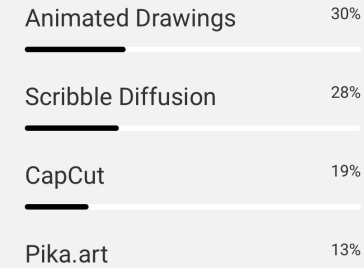 Animated Drawings 30%
Scribble Diffusion 28%
CapCut 19%
Pika.art 13%